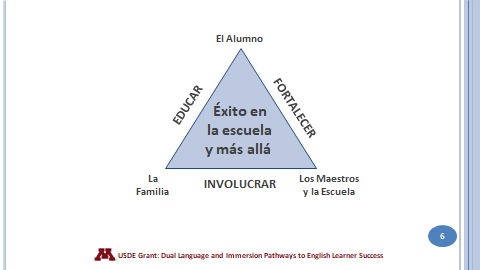 El Alumno
EDUCAR
FORTALECER
Éxito en
la escuela
y más allá
La
Familia
INVOLUCRAR
Los Maestros
y la Escuela
6
USDE Grant: Dual Language and Immersion Pathways to English Learner Success